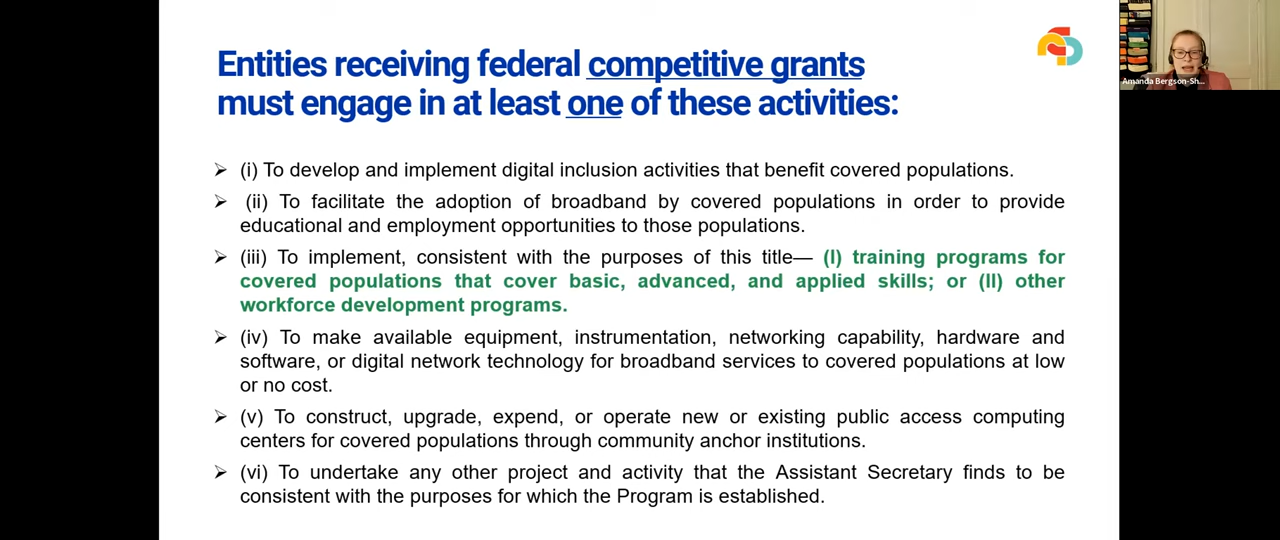 Entities receiving federal competitive grants
must engage in at least one of these activities:
Amanda Bergson-Sh...
➢ (i) To develop and implement digital inclusion activities that benefit covered populations.
➢ (ii) To facilitate the adoption of broadband by covered populations in order to provide
educational and employment opportunities to those populations.
➢ (iii) To implement, consistent with the purposes of this title— (I) training programs for
covered populations that cover basic, advanced, and applied skills; or (II) other
workforce development programs.
➢ (iv) To make available equipment, instrumentation, networking capability, hardware and
software, or digital network technology for broadband services to covered populations at low
or no cost.
➢ (v) To construct, upgrade, expend, or operate new or existing public access computing
centers for covered populations through community anchor institutions.
➢ (vi) To undertake any other project and activity that the Assistant Secretary finds to be
consistent with the purposes for which the Program is established.